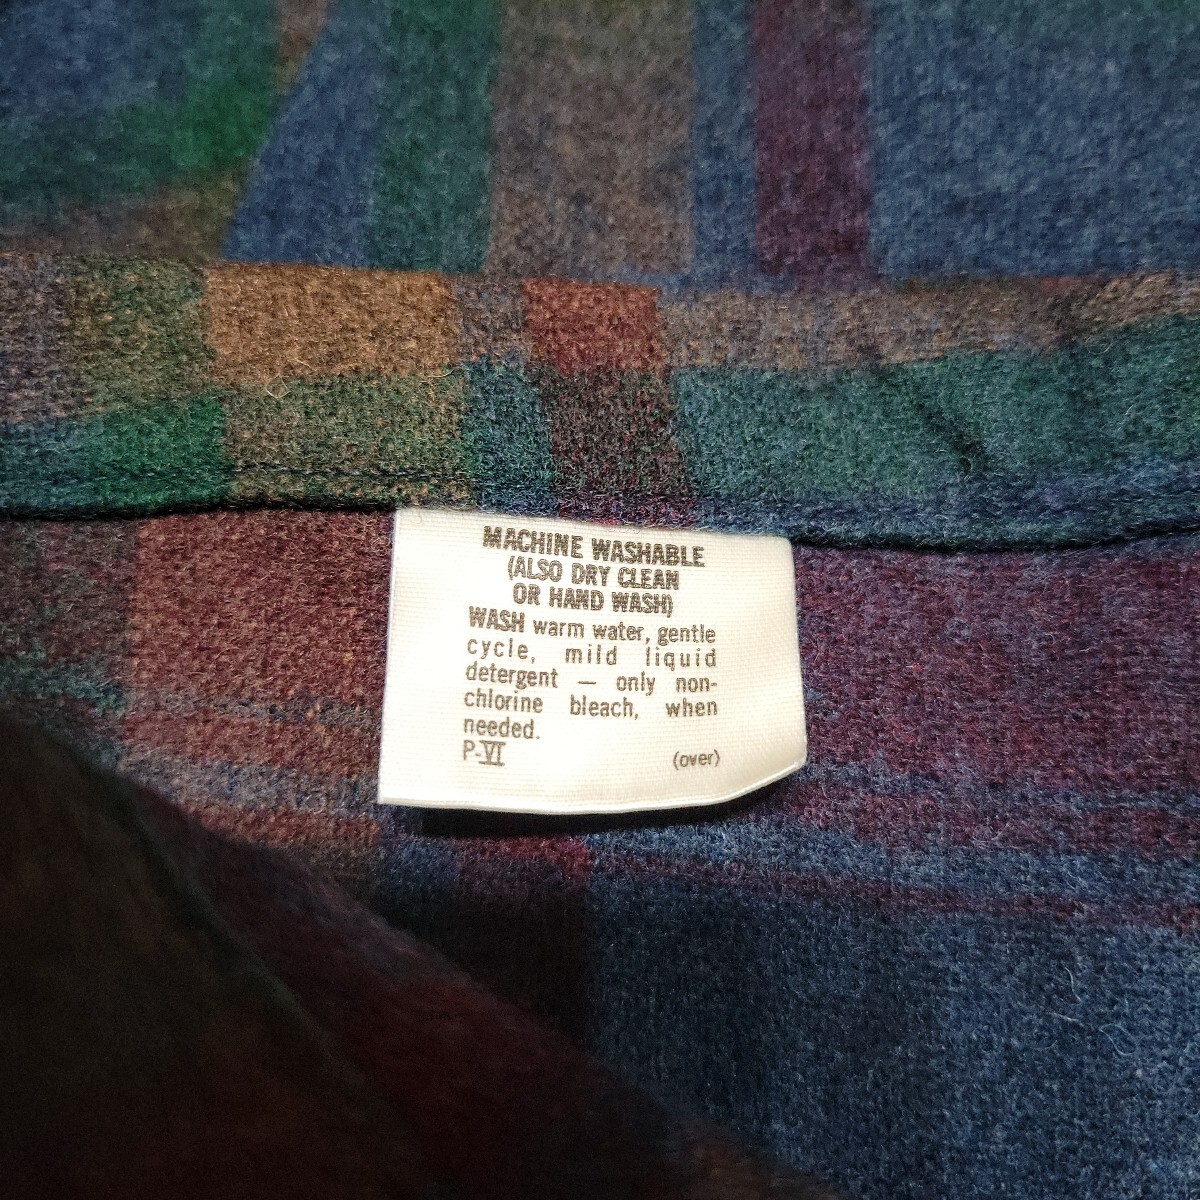 MACHINE WASHABLE
(ALSO DRY CLEAN
OR HAND WASH)
WASH warm water, gentle
cycle, mild liquid
detergent — only non-
chlorine bleach, when
needed.
P-VI (over)